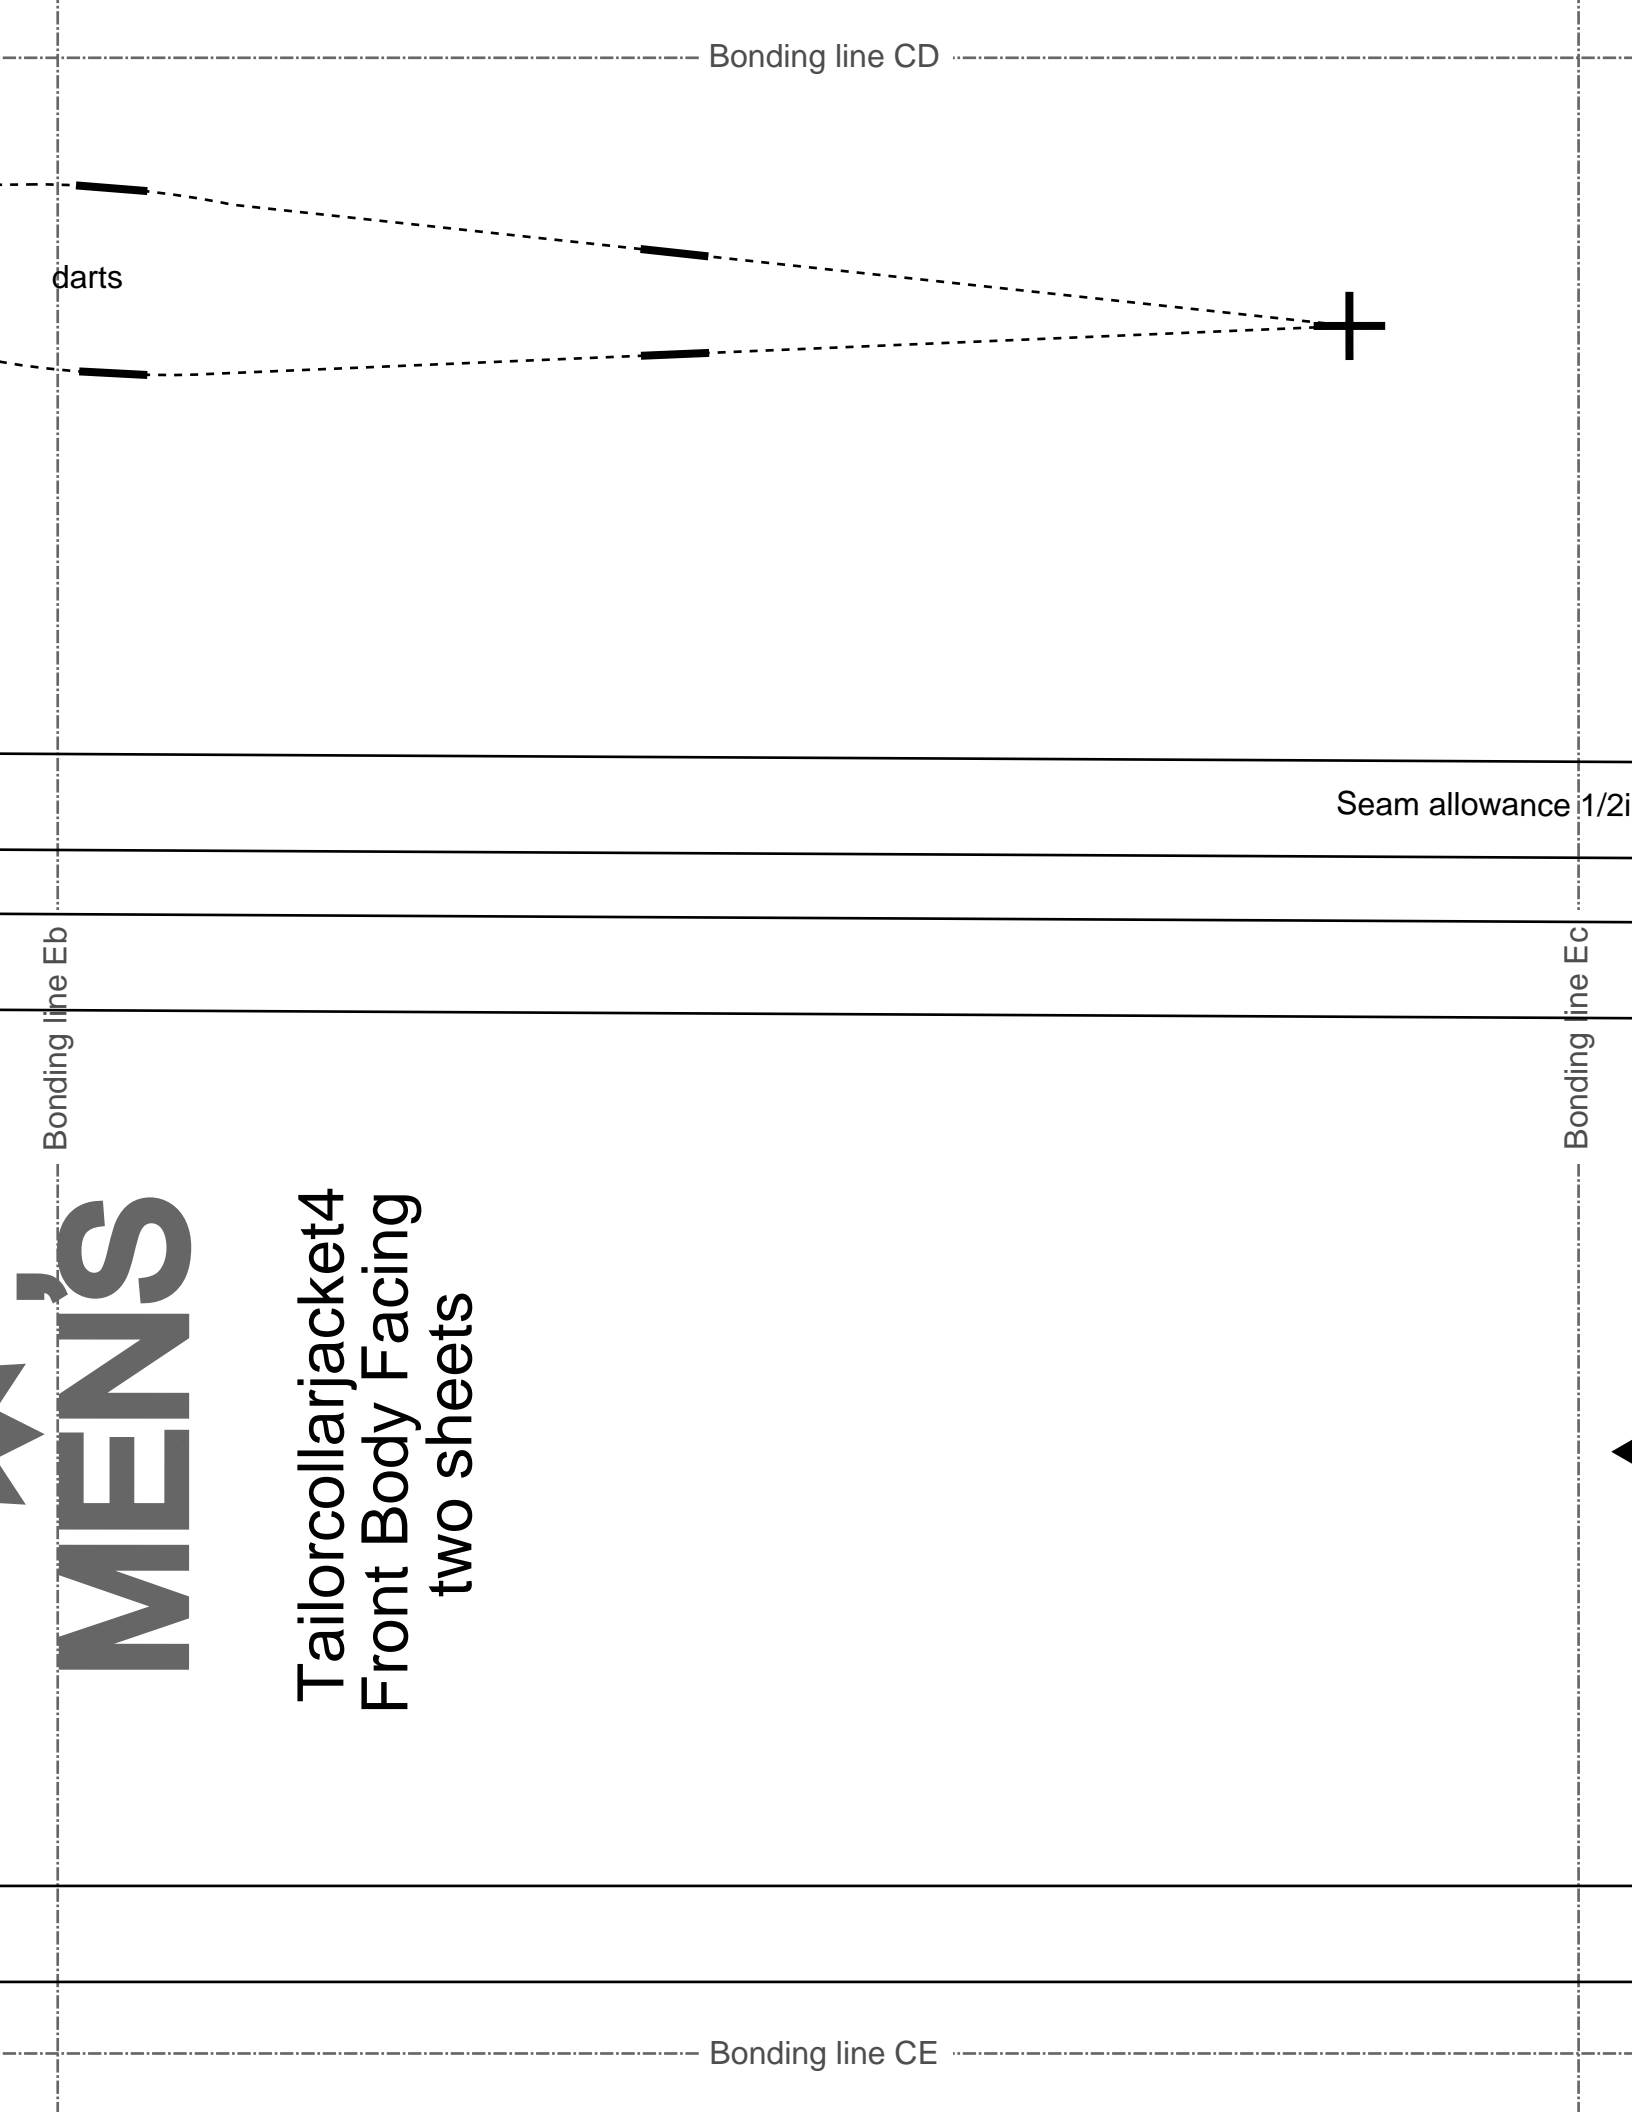 Bonding line CD
darts
Seam allowance 1/2i
Bonding line Eb
Bonding line Ec
MEN'S
Tailorcollarjacket4
Front Body Facing
two sheets
Bonding line CE